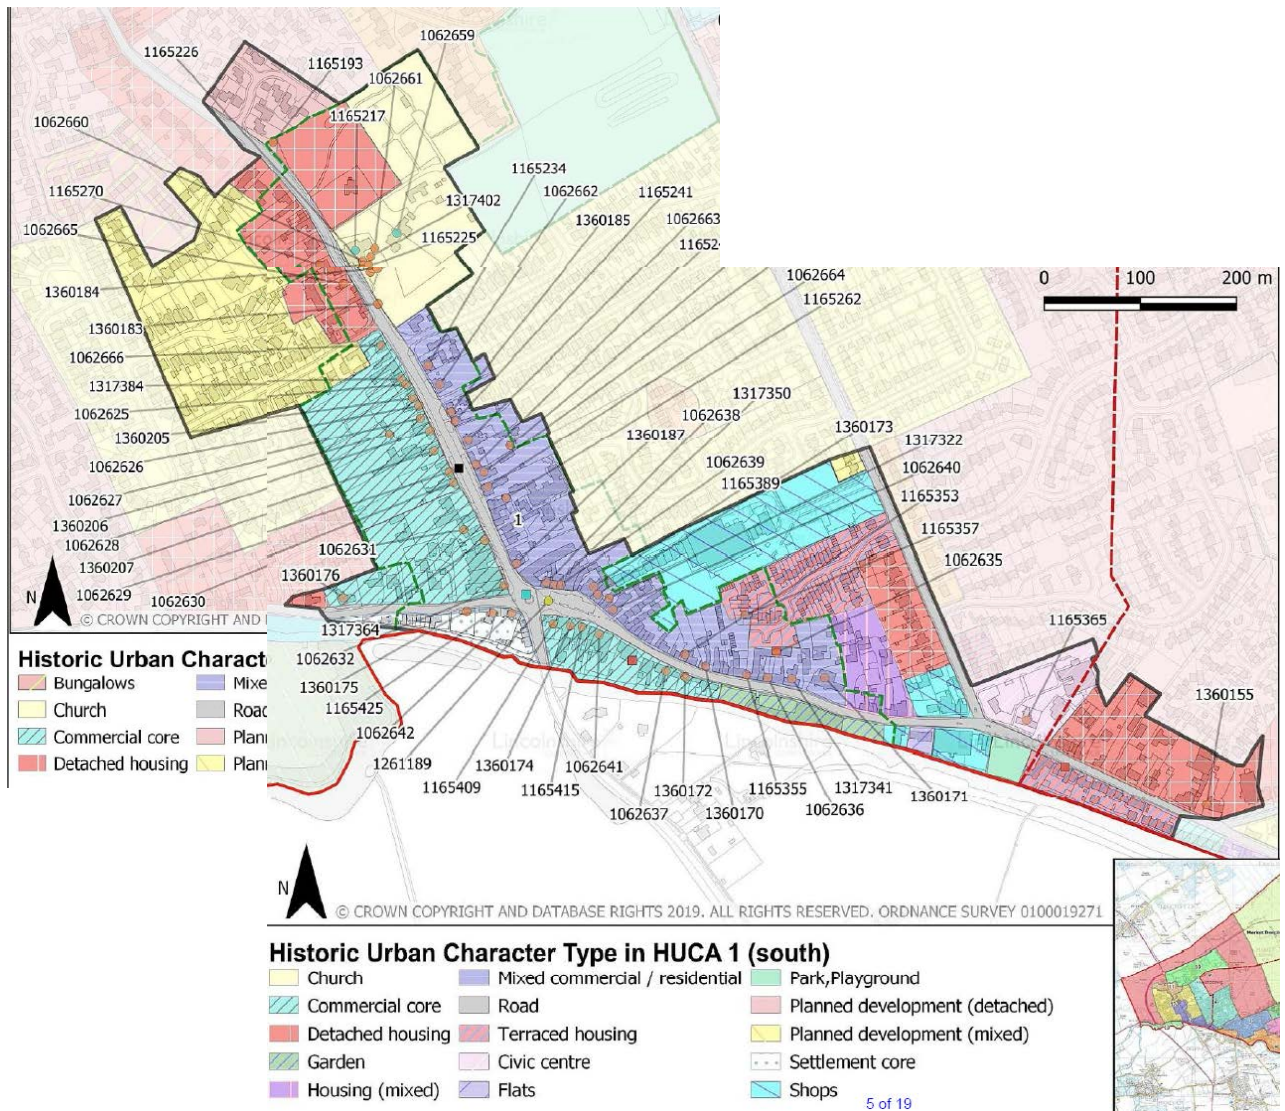 1062659
1165226
1165193
1062661
1165217
1062660
1165234
1165270
1062662
1165241
1317402
1360185
1062663
1062665
1165225
1062664
1360184
1165262
0 100 200 m
1360183
1062666
1317384
1317350
1062625
1062638
1360205
1360187
1360173
1317322
1062626
1062639
1062640
1165389
1165353
1062627
1360206
1
1165357
1062628
1062631
1062635
1360207
1360176
1062629
1062630
N
© CROWN COPYRIGHT AND
1317364
1165365
1062632
1360175
1360155
1165425
1062642
1261189
1360174
1062641
1165409
1165415
1360172
1165355
1317341
1360171
1062637
1360170
1062636
Historic Urban Charact
Bungalows
Church
Commercial core
Detached housing
Mixe
Road
Plan
Plan
N
© CROWN COPYRIGHT AND DATABASE RIGHTS 2019. ALL RIGHTS RESERVED. ORDNANCE SURVEY 0100019271
Historic Urban Character Type in HUCA 1 (south)
Church
Commercial core
Detached housing
Garden
Housing (mixed)
Mixed commercial / residential
Road
Terraced housing
Civic centre
Flats
Park,Playground
Planned development (detached)
Planned development (mixed)
Settlement core
Shops
5 of 19